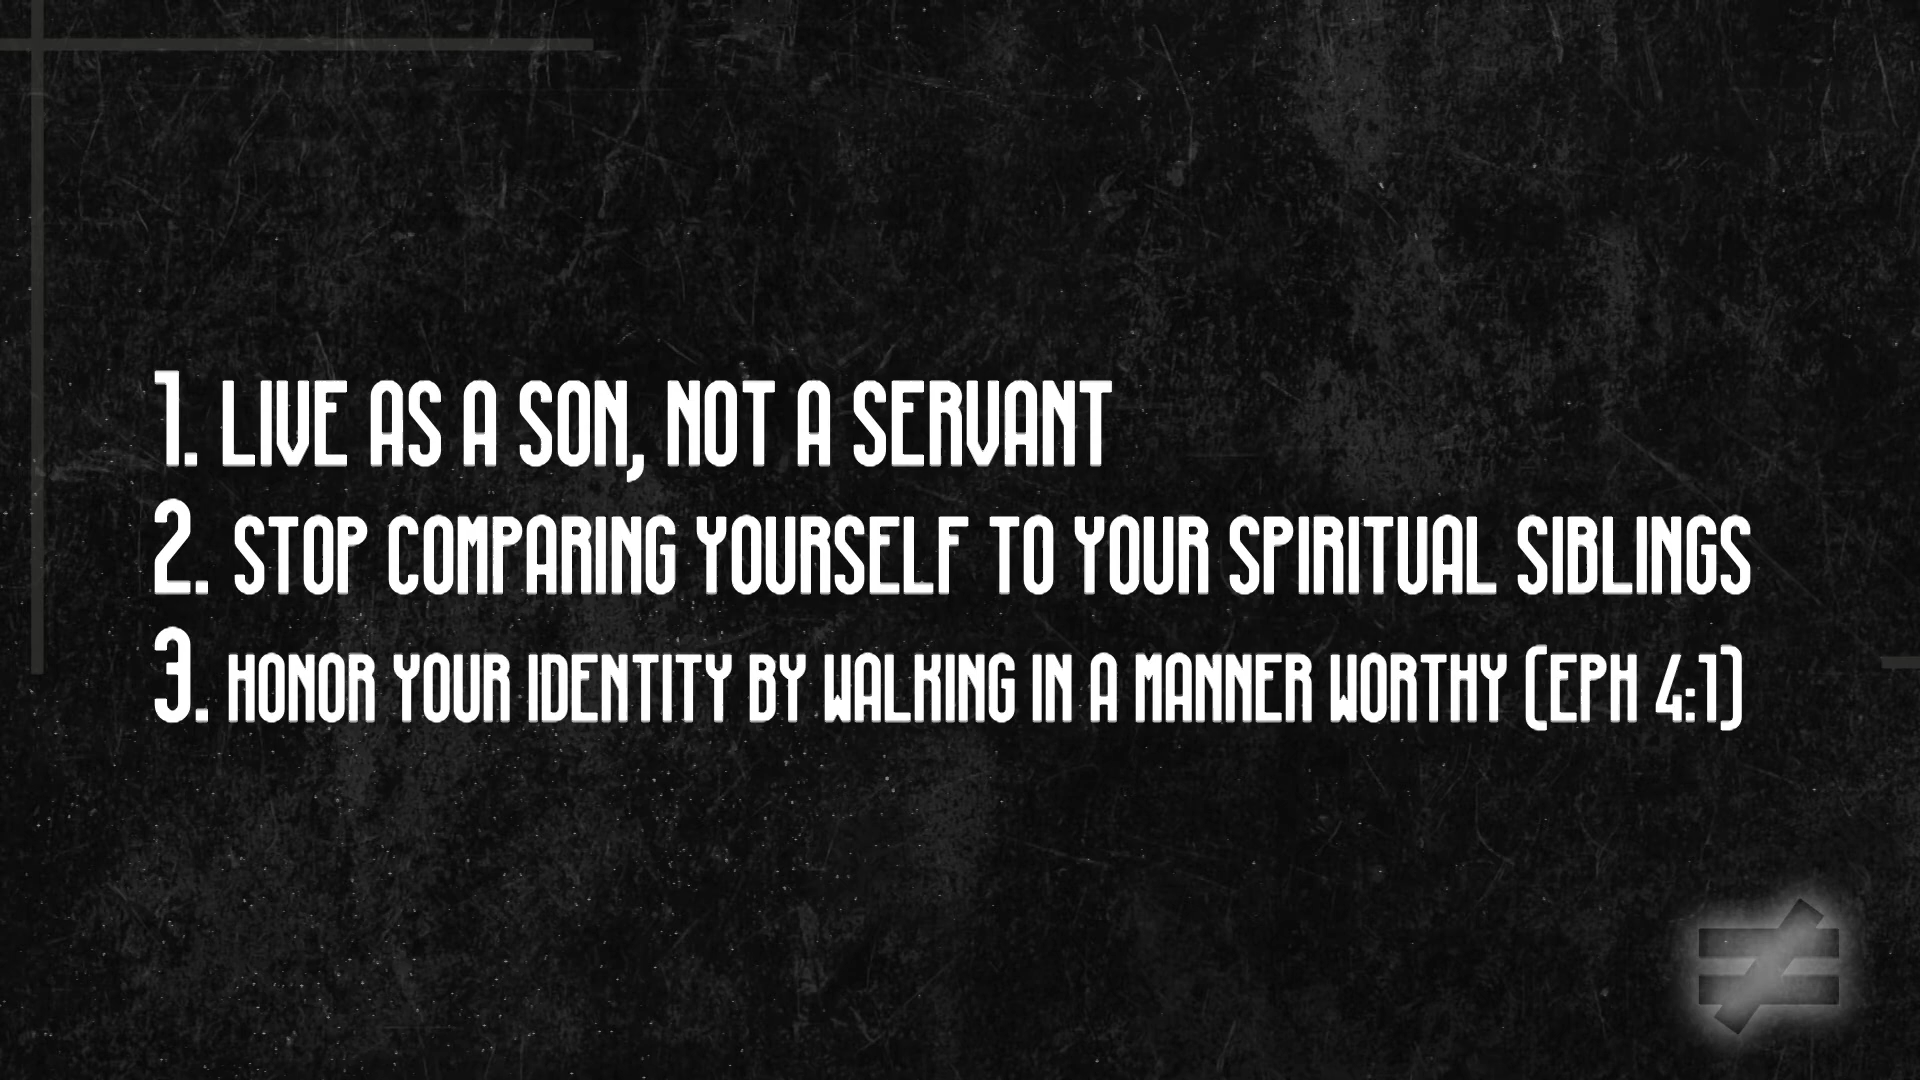 1. LIVE AS A SON, NOT A SERVANT
2. STOP COMPARING YOURSELF TO YOUR SPIRITUAL SIBLINGS
3. HONOR YOUR IDENTITY BY WALKING IN A MANNER WORTHY (EPH 4:1)